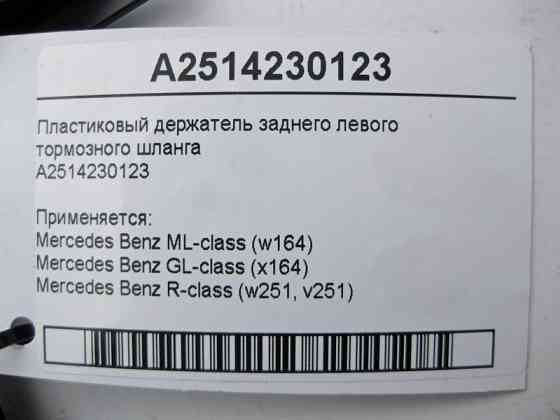 A2514230123
Пластиковый держатель заднего левого
тормозного шланга
A2514230123
Применяется:
Mercedes Benz ML-class (w164)
Mercedes Benz GL-class (x164)
Mercedes Benz R-class (w251, v251)